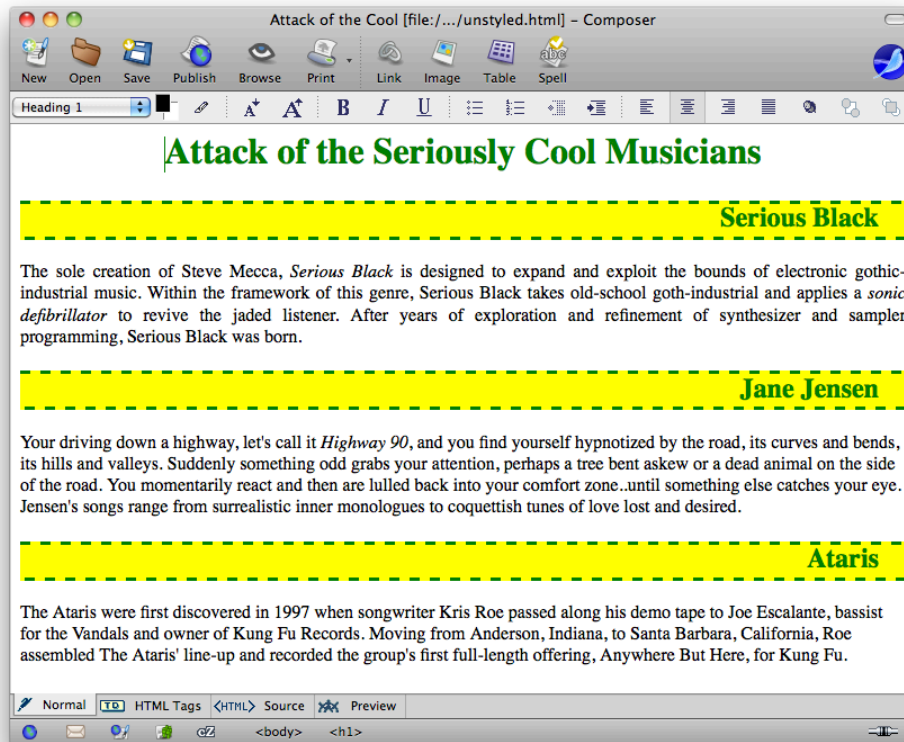 Attack of the Cool [file:/.../unstyled.html] – Composer
New Open Save Publish Browse Print Link Image Table Spell
abc
Heading 1 A A B I U
Attack of the Seriously Cool Musicians
Serious Black
The sole creation of Steve Mecca, Serious Black is designed to expand and exploit the bounds of electronic gothic-
industrial music. Within the framework of this genre, Serious Black takes old-school goth-industrial and applies a sonic
defibrillator to revive the jaded listener. After years of exploration and refinement of synthesizer and sampler
programming, Serious Black was born.
Jane Jensen
Your driving down a highway, let's call it Highway 90, and you find yourself hypnotized by the road, its curves and bends,
its hills and valleys. Suddenly something odd grabs your attention, perhaps a tree bent askew or a dead animal on the side
of the road. You momentarily react and then are lulled back into your comfort zone..until something else catches your eye.
Jensen's songs range from surrealistic inner monologues to coquettish tunes of love lost and desired.
Ataris
The Ataris were first discovered in 1997 when songwriter Kris Roe passed along his demo tape to Joe Escalante, bassist
for the Vandals and owner of Kung Fu Records. Moving from Anderson, Indiana, to Santa Barbara, California, Roe
assembled The Ataris' line-up and recorded the group's first full-length offering, Anywhere But Here, for Kung Fu.
Normal TD HTML Tags <HTML> Source Preview
cZ <body> <h1>